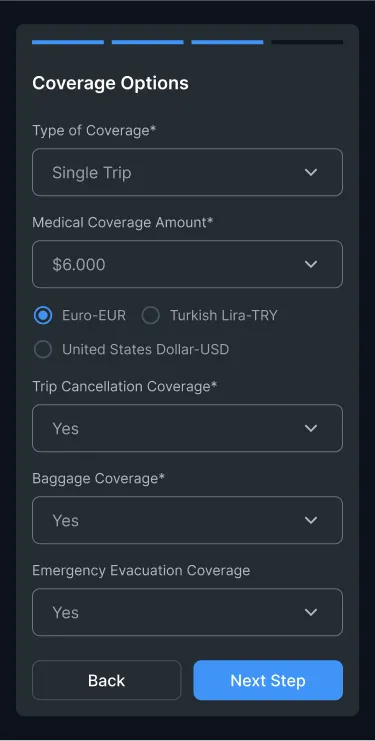 Coverage Options
Type of Coverage*
Single Trip
Medical Coverage Amount*
$6.000
Euro-EUR Turkish Lira-TRY
United States Dollar-USD
Trip Cancellation Coverage*
Yes
Baggage Coverage*
Yes
Emergency Evacuation Coverage
Yes
Back Next Step